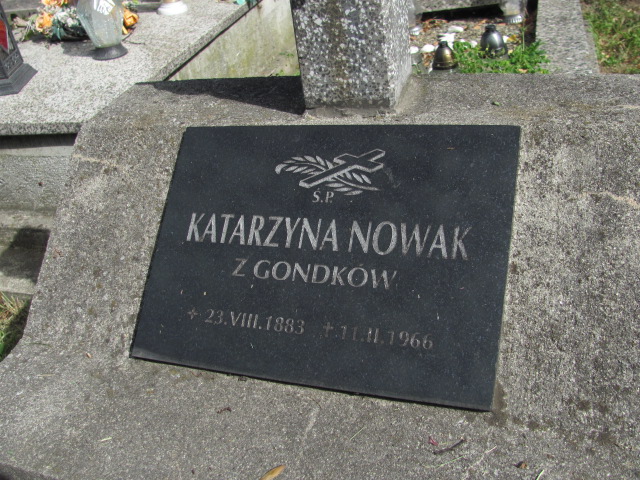 Ś.P.
KATARZYNA NOWAK
Z GONDKÓW
23.VIII.1883 +11.II.1966